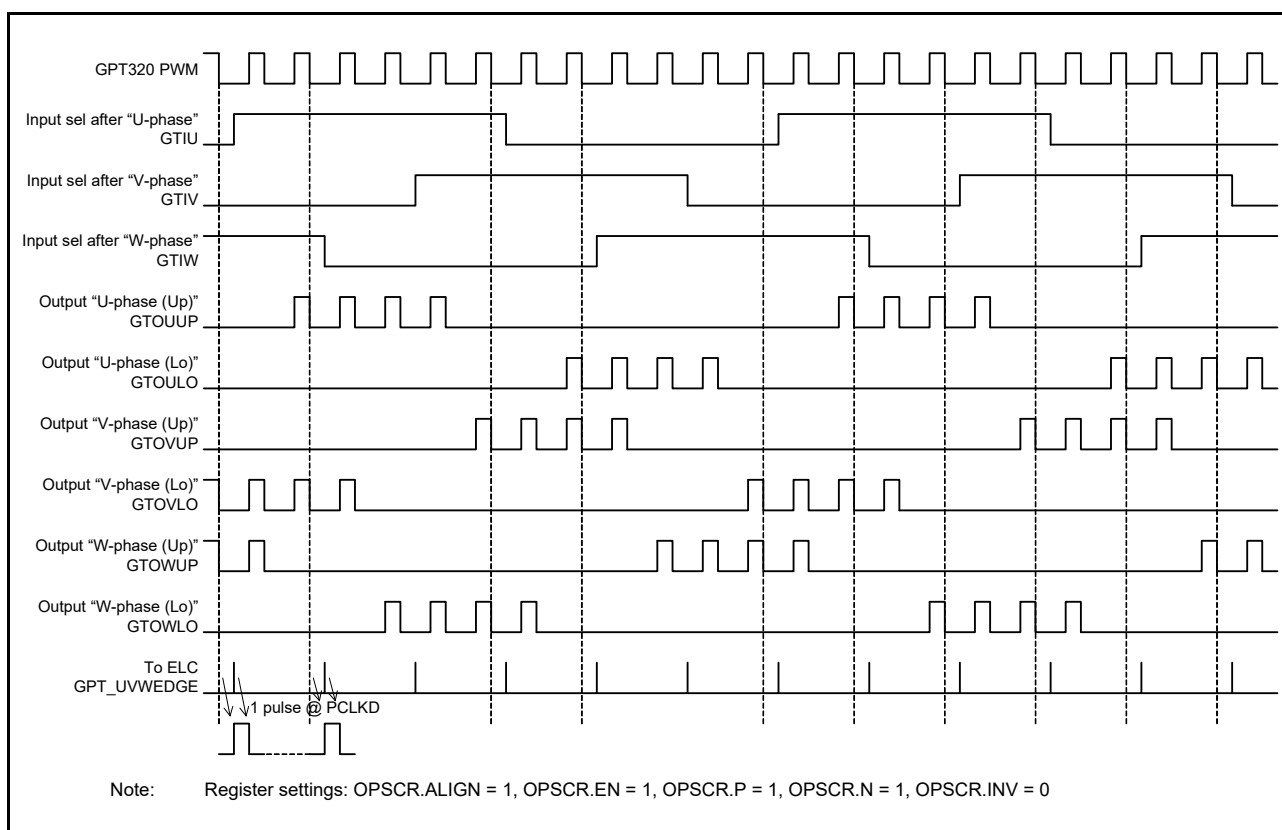 GPT320 PWM
Input sel after “U-phase”
GTIU
Input sel after “V-phase”
GTIV
Input sel after “W-phase”
GTIW
Output “U-phase (Up)”
GTOUUP
Output “U-phase (Lo)”
GTOULO
Output “V-phase (Up)”
GTOVUP
Output “V-phase (Lo)”
GTOVLO
Output “W-phase (Up)”
GTOWUP
Output “W-phase (Lo)”
GTOWLO
To ELC
GPT_UVWEDGE
1 pulse @ PCLKD
Note: Register settings: OPSCR.ALIGN = 1, OPSCR.EN = 1, OPSCR.P = 1, OPSCR.N = 1, OPSCR.INV = 0